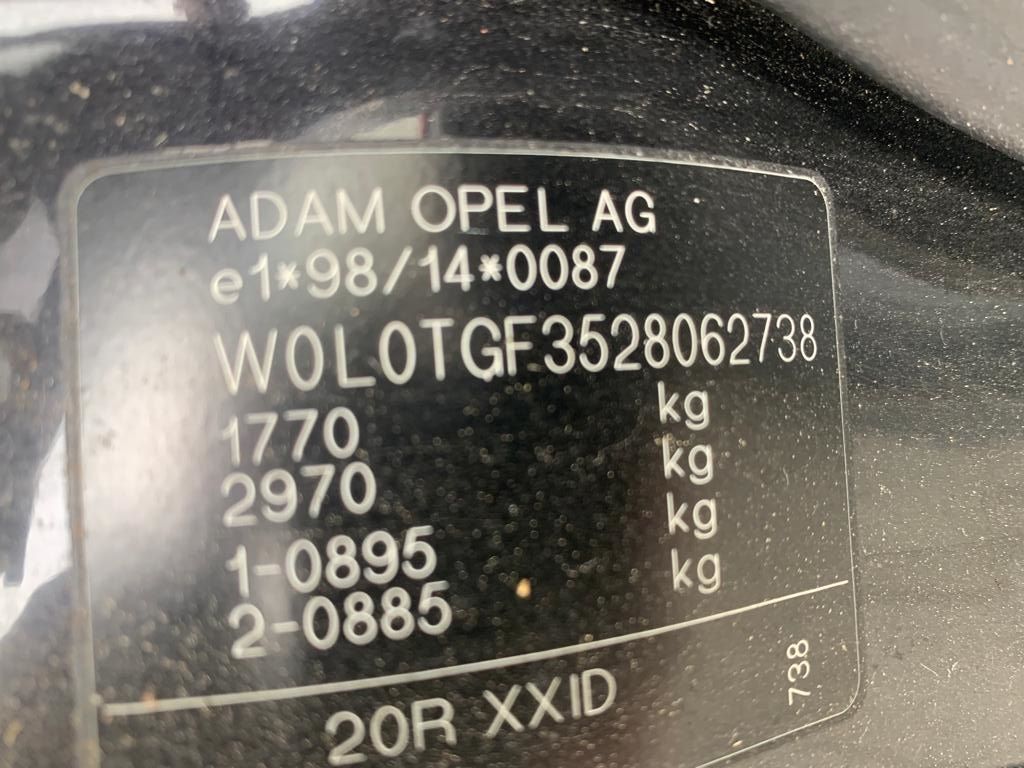 ADAM OPEL AG
e1*98/14*0087
W0L0TGF3528062738
1770 kg
2970 kg
1-0895 kg
2-0885 kg
20R XXID
738